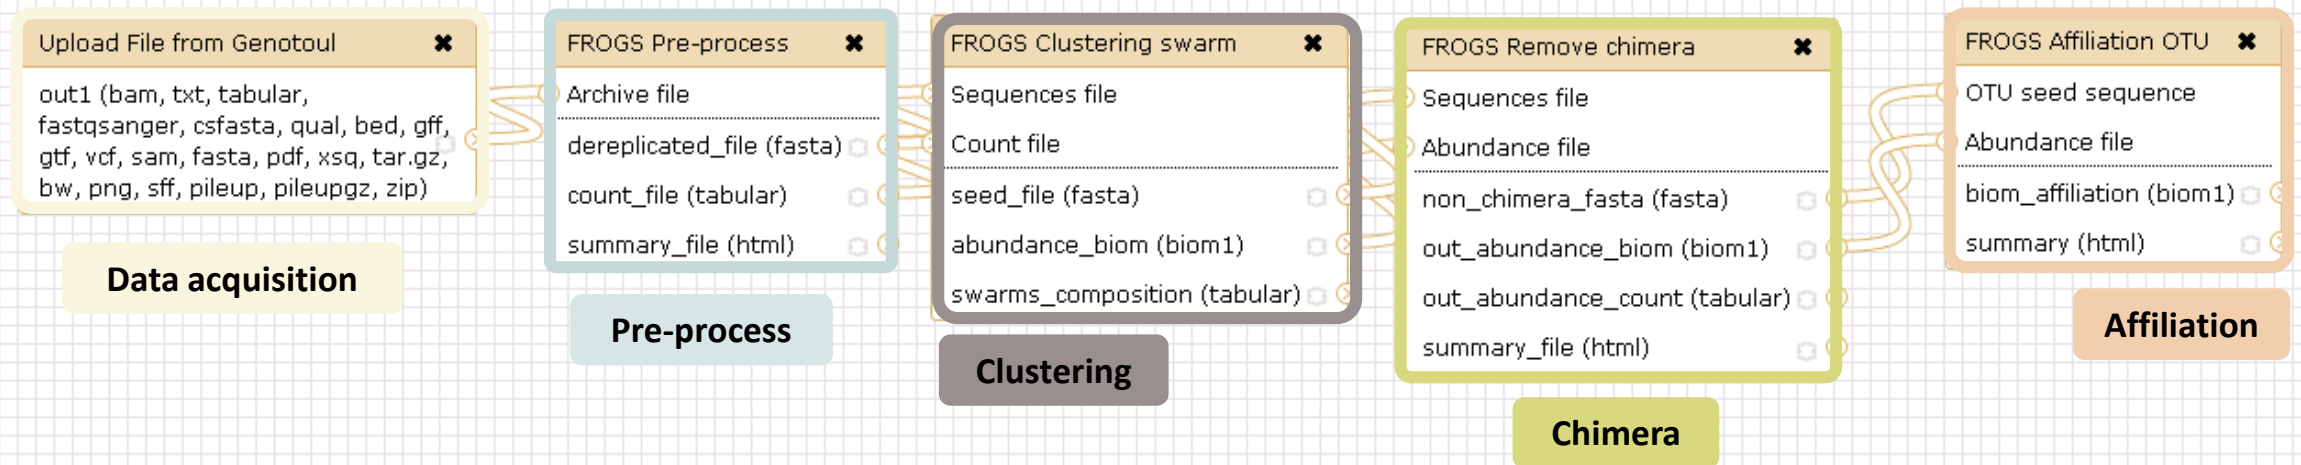 Upload File from Genotoul
out1 (bam, txt, tabular,
fastqsanger, csfasta, qual, bed, gff,
gtf, vcf, sam, fasta, pdf, xsq, tar.gz,
bw, png, sff, pileup, pileupgz, zip)
Data acquisition
FROGS Pre-process
Archive file
dereplicated_file (fasta)
count_file (tabular)
summary_file (html)
Pre-process
FROGS Clustering swarm
Sequences file
Count file
seed_file (fasta)
abundance_biom (biom1)
swarms_composition (tabular)
Clustering
FROGS Remove chimera
Sequences file
Abundance file
non_chimera_fasta (fasta)
out_abundance_biom (biom1)
out_abundance_count (tabular)
summary_file (html)
Chimera
FROGS Affiliation OTU
OTU seed sequence
Abundance file
biom_affiliation (biom1)
summary (html)
Affiliation